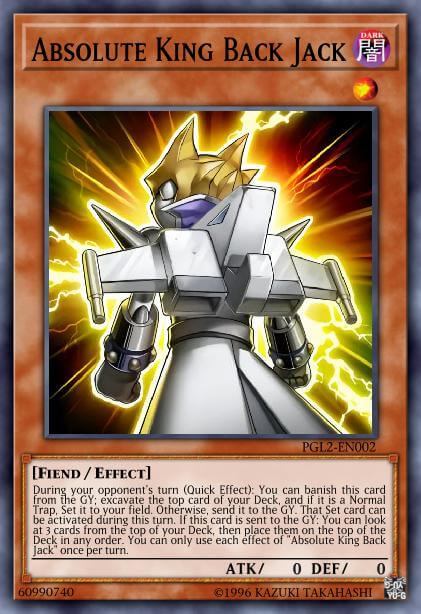 ABSOLUTE KING BACK JACK
DARK
闇
PGL2-EN002
[FIEND / EFFECT]
During your opponent's turn (Quick Effect): You can banish this card
from the GY; excavate the top card of your Deck, and if it is a Normal
Trap, Set it to your field. Otherwise, send it to the GY. That Set card can
be activated during this turn. If this card is sent to the GY: You can look
at 3 cards from the top of your Deck, then place them on the top of the
Deck in any order. You can only use each effect of "Absolute King Back
Jack" once per turn.
ATK/ 0 DEF/ 0
60990740
©1996 KAZUKI TAKAHASHI